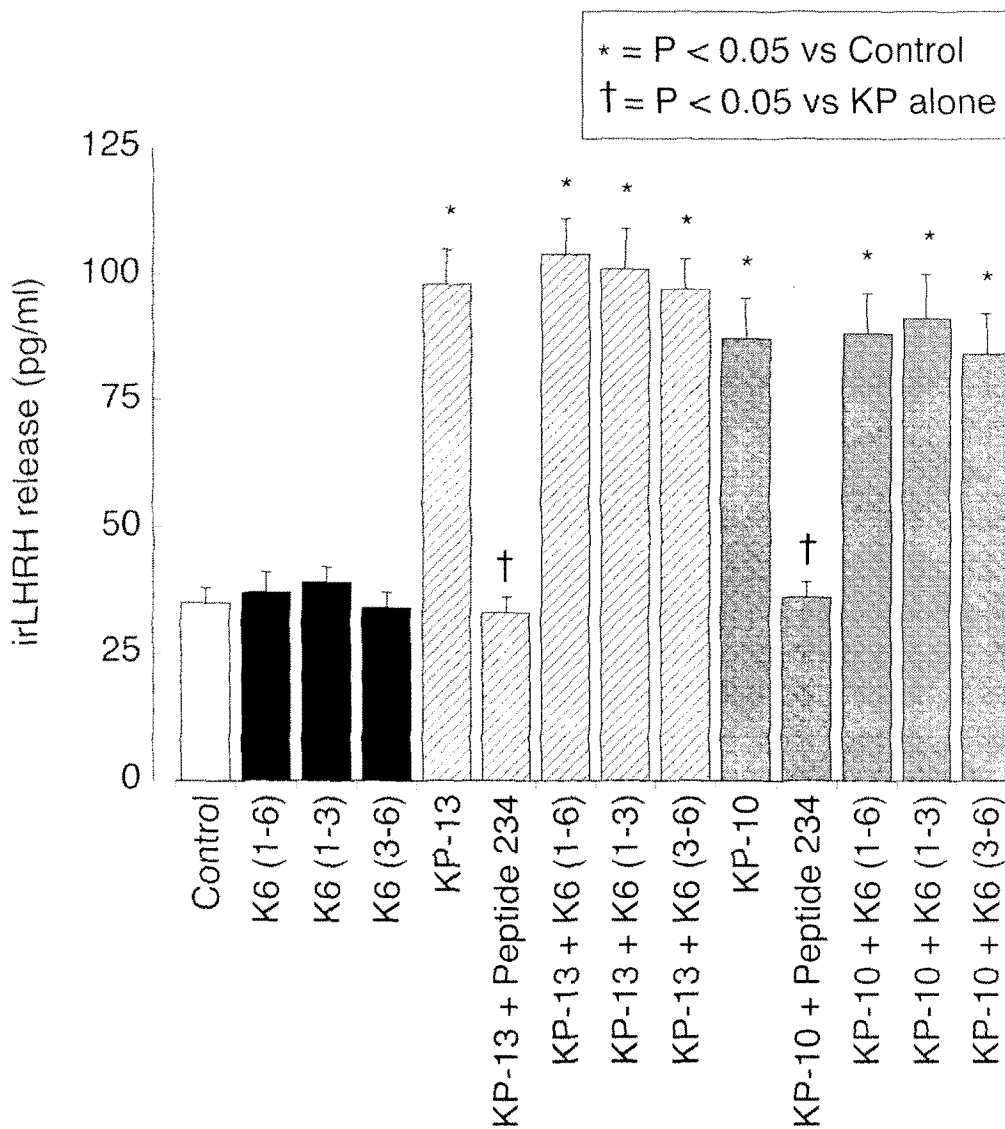 * = P < 0.05 vs Control
† = P < 0.05 vs KP alone
irLHRH release (pg/ml)
125
100
75
50
25
0
*
*
*
*
*
*
*
*
†
†
Control
K6 (1-6)
K6 (1-3)
K6 (3-6)
KP-13
KP-13 + Peptide 234
KP-13 + K6 (1-6)
KP-13 + K6 (1-3)
KP-13 + K6 (3-6)
KP-10
KP-10 + Peptide 234
KP-10 + K6 (1-6)
KP-10 + K6 (1-3)
KP-10 + K6 (3-6)